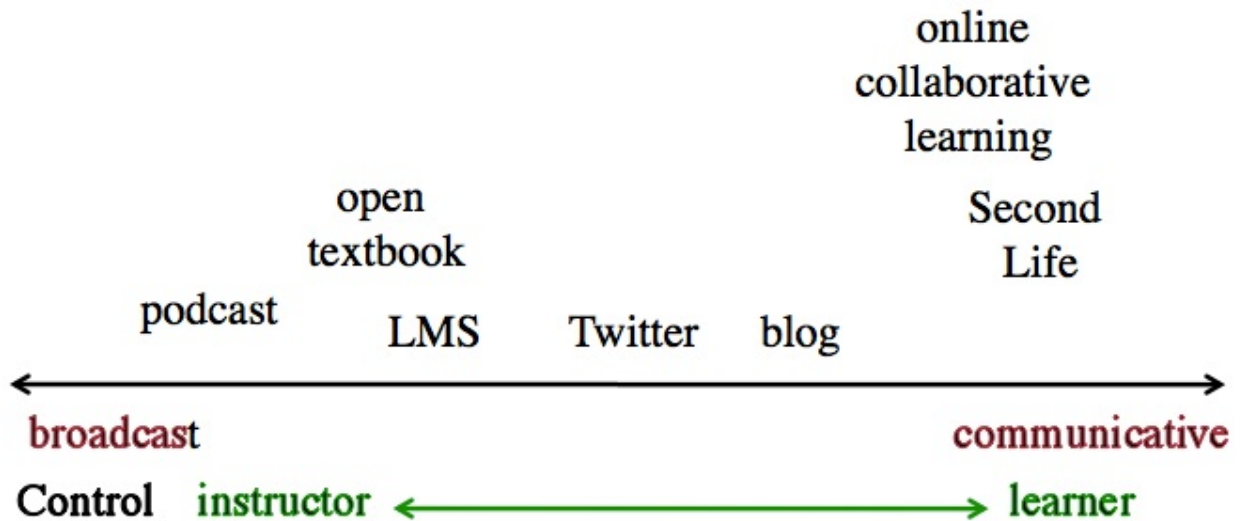 online
collaborative
learning
open
textbook
Second
Life
podcast
LMS
Twitter
blog
broadcast
communicative
Control instructor learner